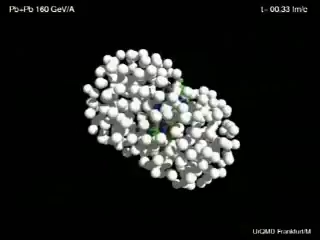 Pb+Pb 160 GeV/A
t= 00.33 fm/c
UrQMD Frankfurt/M